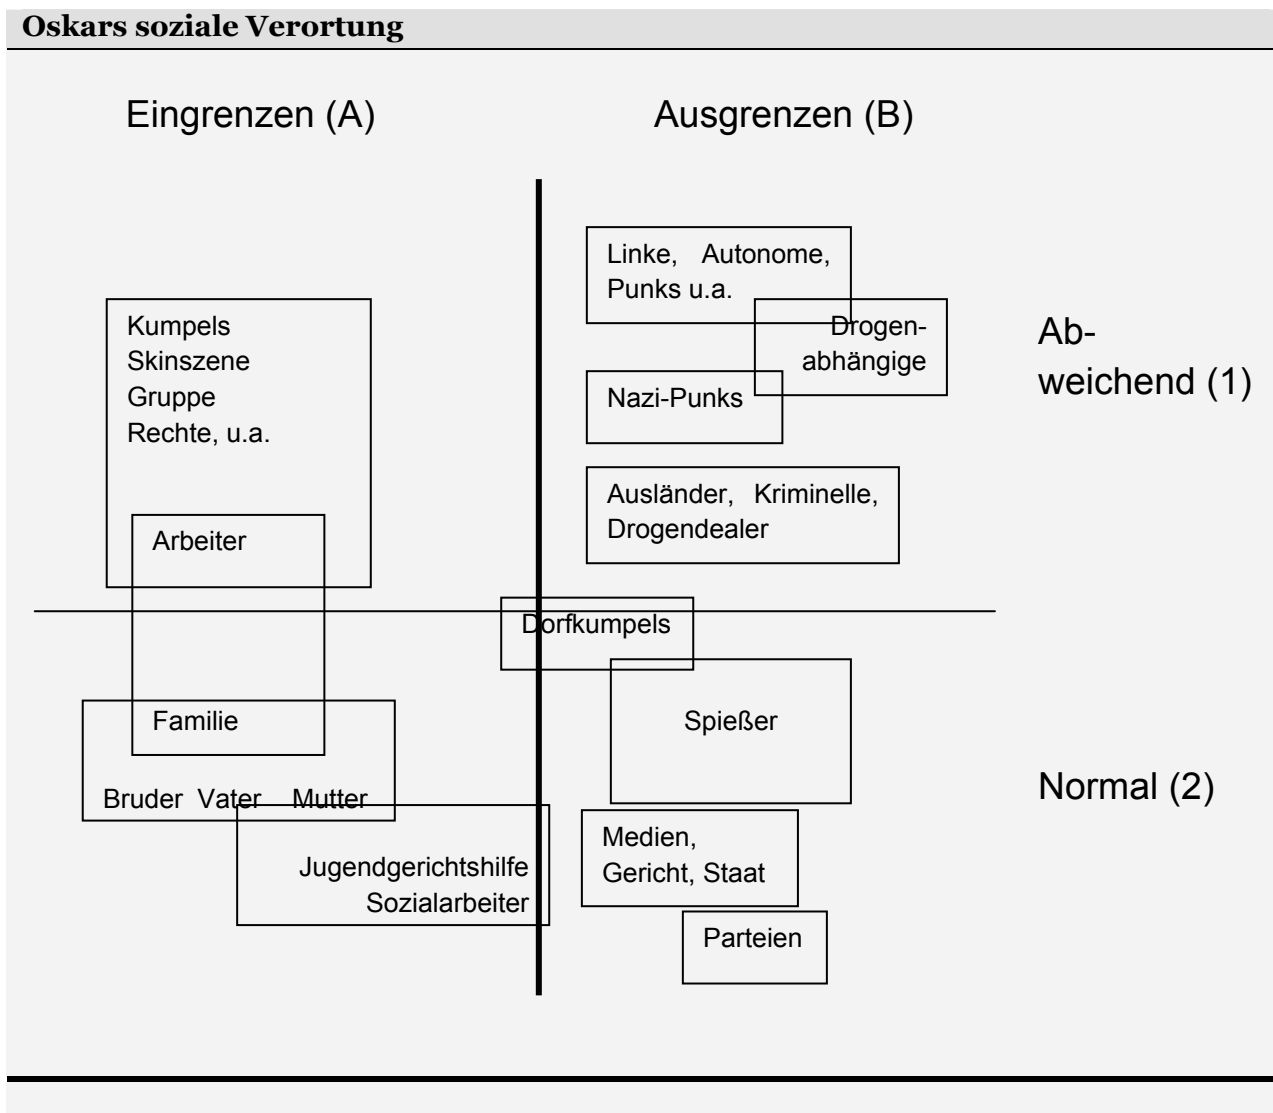 Oskars soziale Verortung
Eingrenzen (A)
Ausgrenzen (B)
Linke, Autonome,
Punks u.a.
Drogen-
abhängige
Nazi-Punks
Ausländer, Kriminelle,
Drogendealer
Ab-
weichend (1)
Kumpels
Skinszene
Gruppe
Rechte, u.a.
Arbeiter
Dorfkumpels
Familie
Bruder Vater Mutter
Jugendgerichtshilfe
Sozialarbeiter
Spießer
Medien,
Gericht, Staat
Parteien
Normal (2)